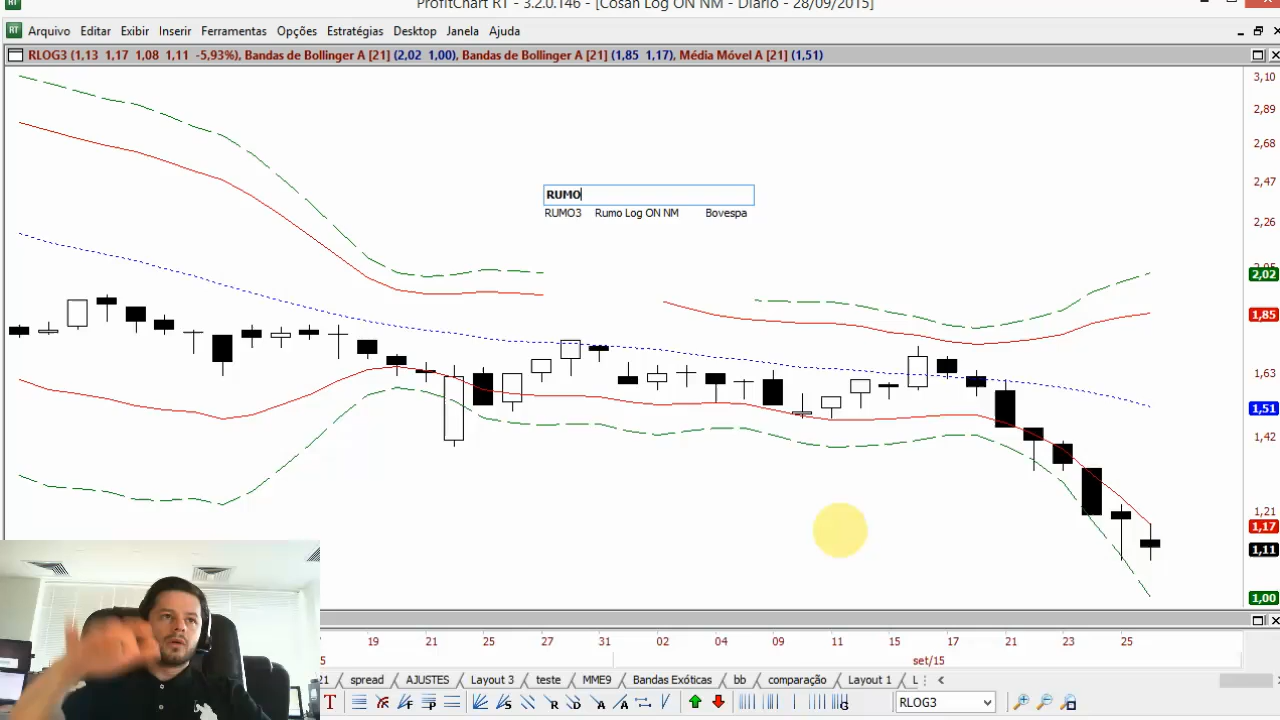 RT ProfitChart RT - 3.2.0.146 - [Cosan Log ON NM - Diário - 28/09/2015]
RT Arquivo Editar Exibir Inserir Ferramentas Opções Estratégias Desktop Janela Ajuda
RLOG3 (1,13 1,17 1,08 1,11 -5,93%), Bandas de Bollinger A [21] (2,02 1,00), Bandas de Bollinger A [21] (1,85 1,17), Média Móvel A [21] (1,51)
3,10
2,89
2,68
2,47
2,26
2,02
1,85
1,63
1,51
1,42
1,21
1,17
1,11
1,00
RUMO
RUMO3 Rumo Log ON NM Bovespa
19 21 25 27 31 02 04 09 11 15 17 21 23 25
5 set/15
21 spread AJUSTES Layout 3 teste MME9 Bandas Exóticas bb comparação Layout 1 L
T RLOG3